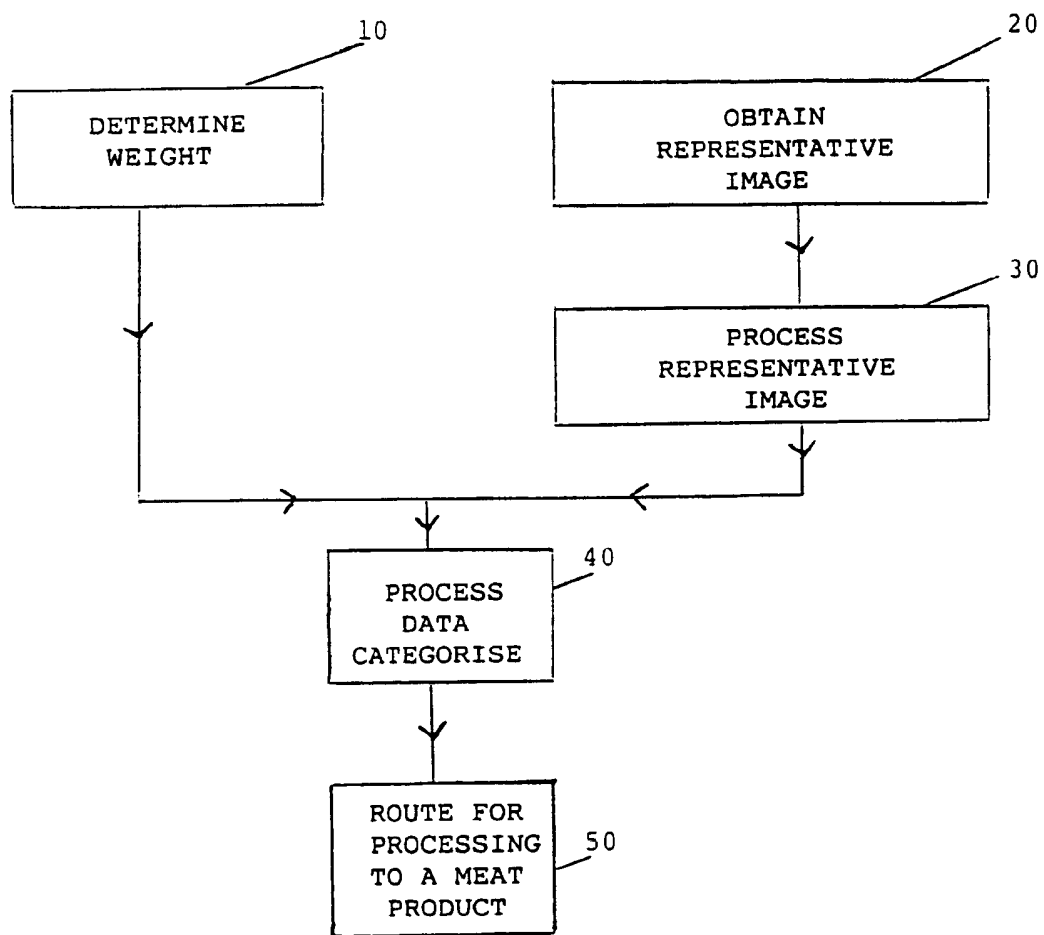 10
DETERMINE
WEIGHT
20
OBTAIN
REPRESENTATIVE
IMAGE
30
PROCESS
REPRESENTATIVE
IMAGE
40
PROCESS
DATA
CATEGORISE
50
ROUTE FOR
PROCESSING
TO A MEAT
PRODUCT